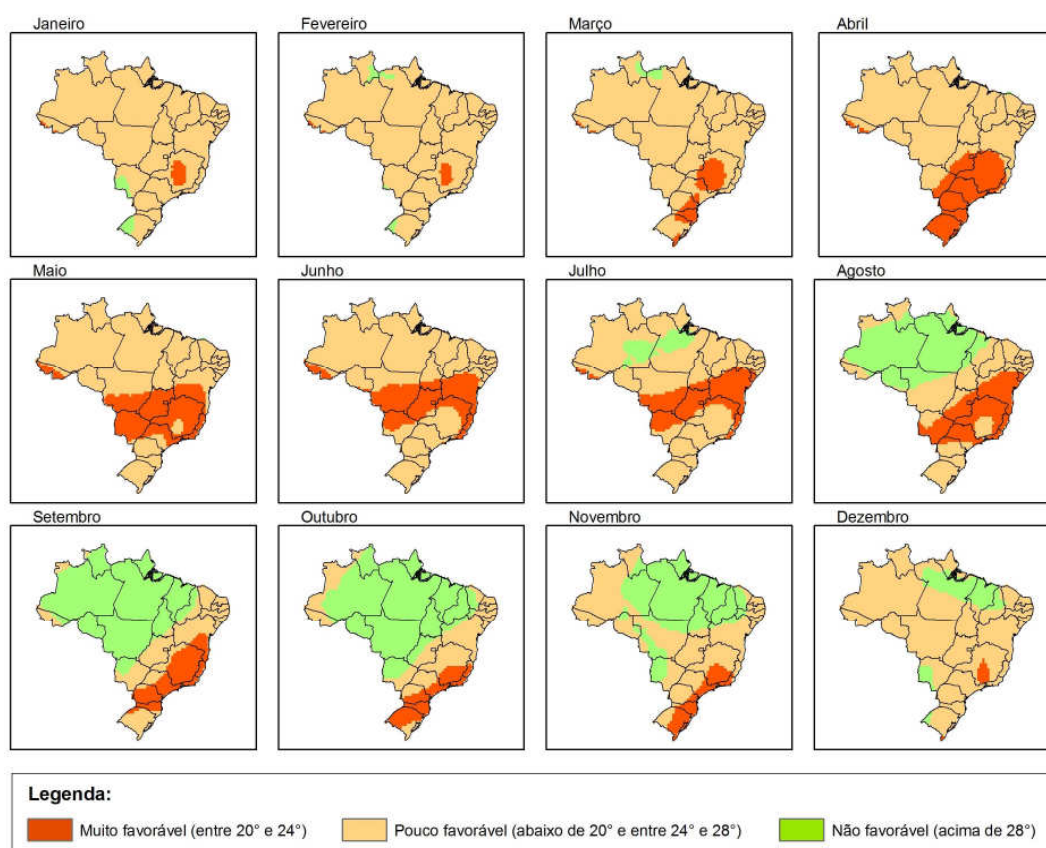 Janeiro
Fevereiro
Março
Abril
Maio
Junho
Julho
Agosto
Setembro
Outubro
Novembro
Dezembro
Legenda:
Muito favorável (entre 20° e 24°)
Pouco favorável (abaixo de 20° e entre 24° e 28°)
Não favorável (acima de 28°)